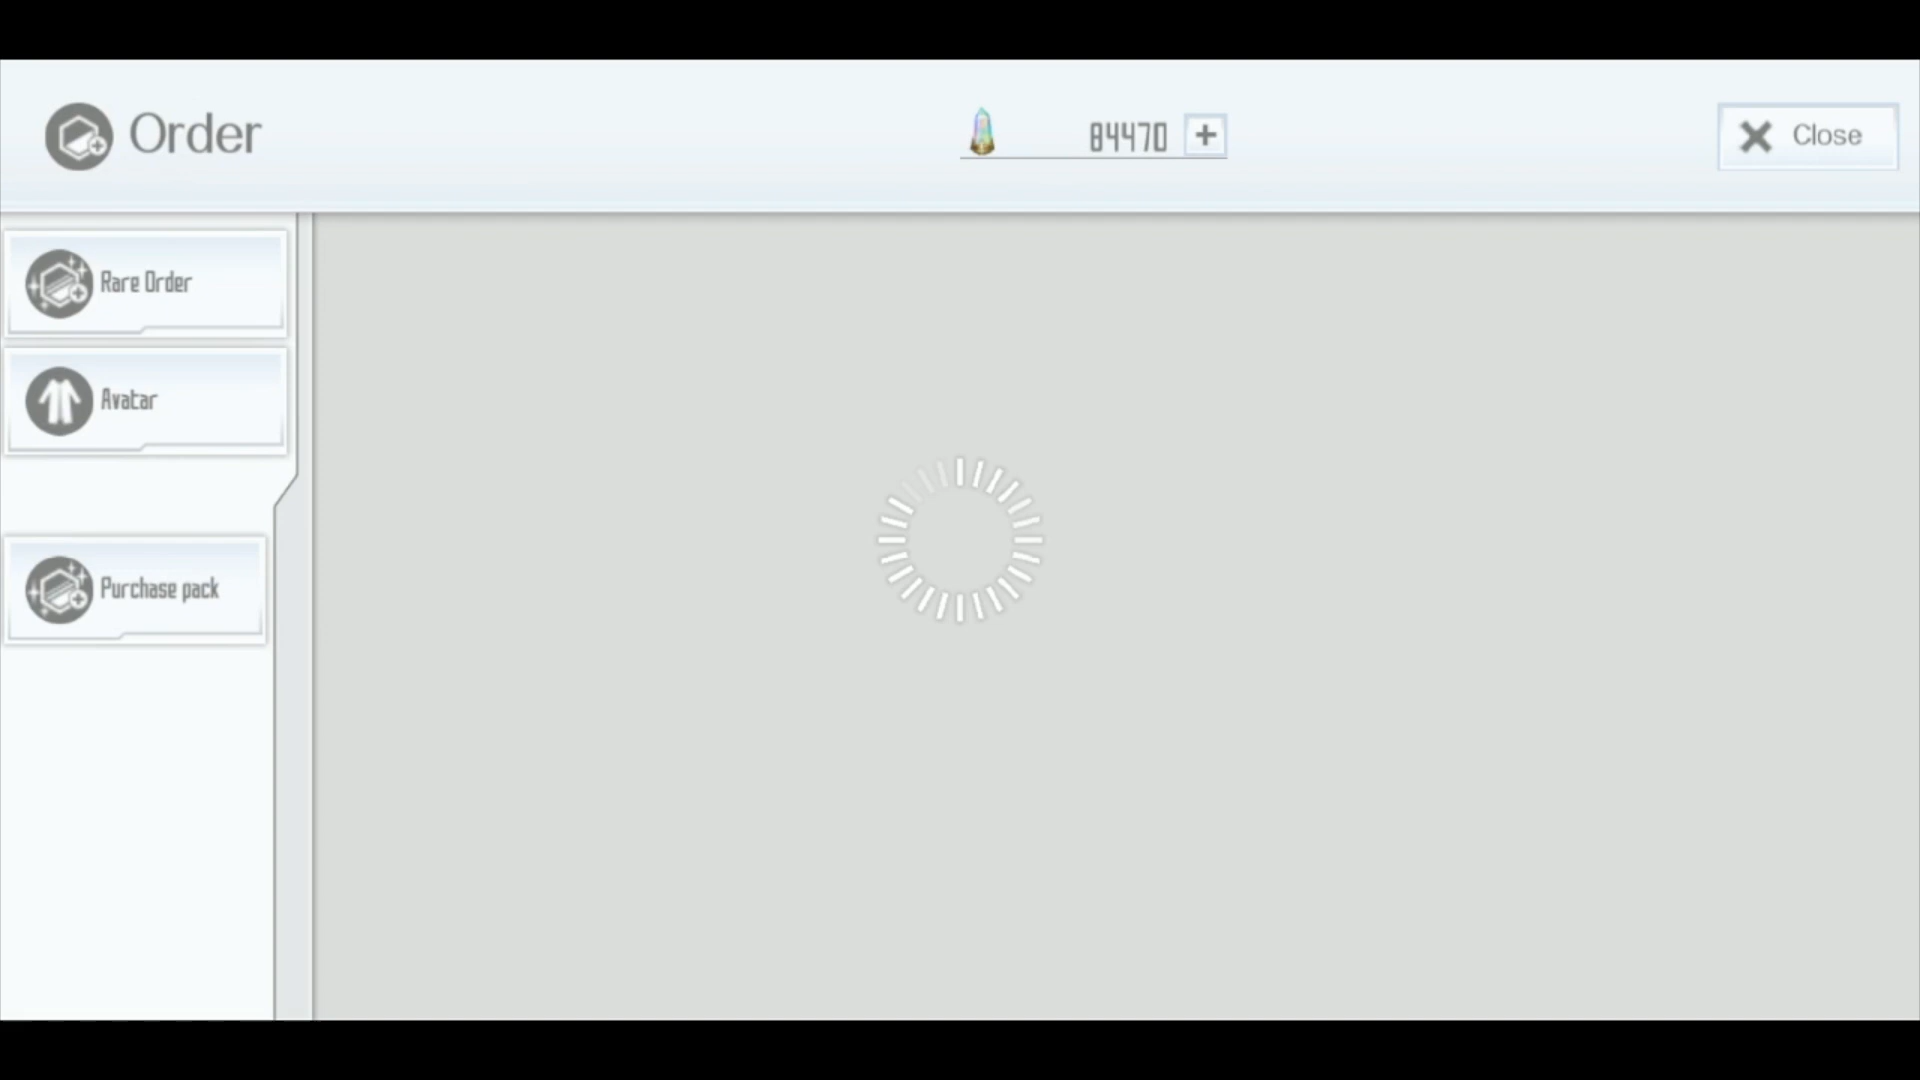 Order
84470
Close
Rare Order
Avatar
Purchase pack